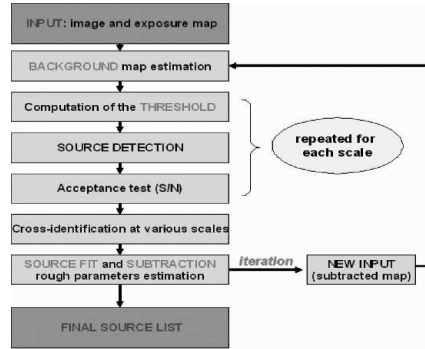 INPUT: image and exposure map
BACKGROUND map estimation
Computation of the THRESHOLD
SOURCE DETECTION
Acceptance test (S/N)
repeated for
each scale
Cross-identification at various scales
SOURCE FIT and SUBTRACTION
rough parameters estimation
iteration
NEW INPUT
(subtracted map)
FINAL SOURCE LIST